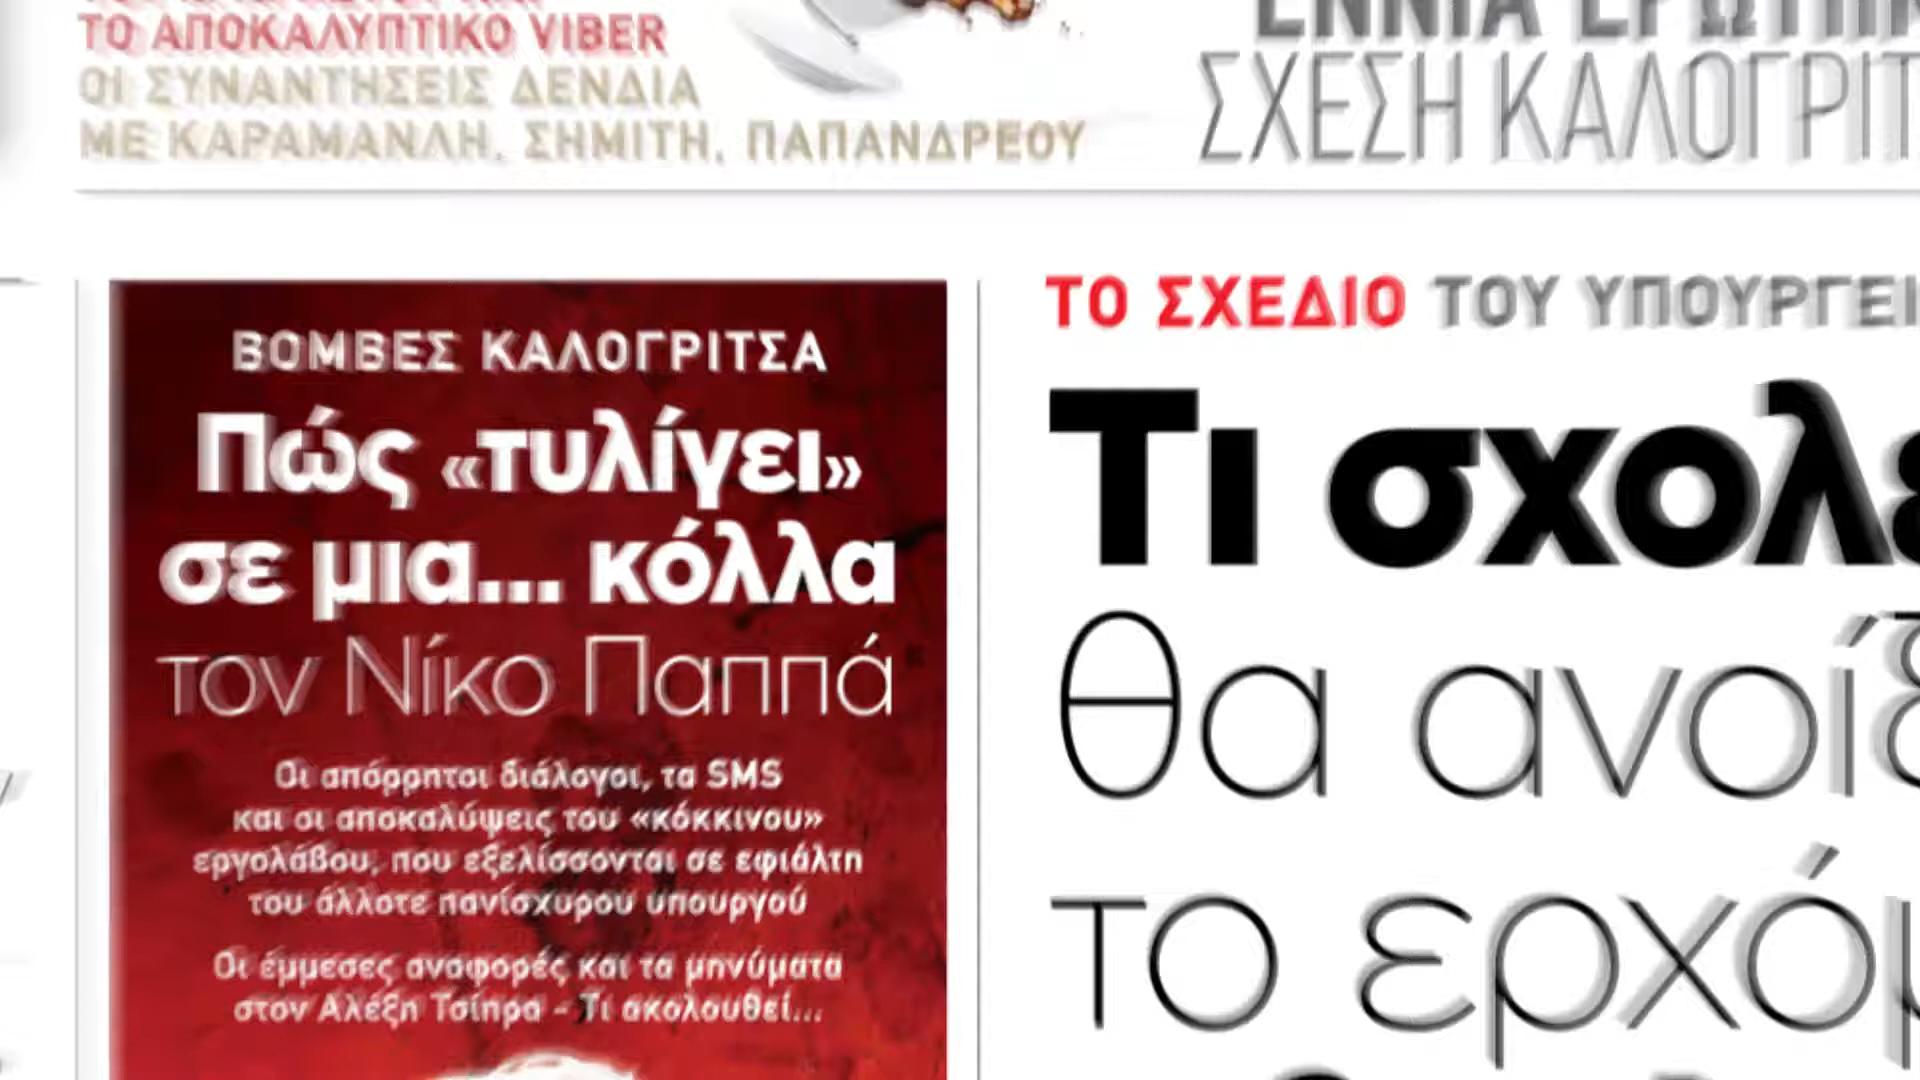 ΤΟ ΑΠΟΚΑΛΥΠΤΙΚΟ VIBER
ΟΙ ΣΥΝΑΝΤΗΣΕΙΣ ΔΕΝΔΙΑ
ΜΕ ΚΑΡΑΜΑΝΛΗ, ΣΗΜΙΤΗ, ΠΑΠΑΝΔΡΕΟΥ
ΣΧΕΣΗ ΚΑΛΟΓΡΙΤ
ΒΟΜΒΕΣ ΚΑΛΟΓΡΙΤΣΑ
Πώς «τυλίγει»
σε μια... κόλλα
τον Νίκο Παππά
Οι απόρρητοι διάλογοι, τα SMS
και οι αποκαλύψεις του «κόκκινου»
εργολάβου, που εξελίσσονται σε εφιάλτη
του άλλοτε πανίσχυρου υπουργού
Οι έμμεσες αναφορές και τα μηνύματα
στον Αλέξη Τσίπρα - Τι ακολουθεί...
ΤΟ ΣΧΕΔΙΟ ΤΟΥ ΥΠΟΥΡΓΕΙ
Τι σχολε
θα ανοίξ
το ερχόμ